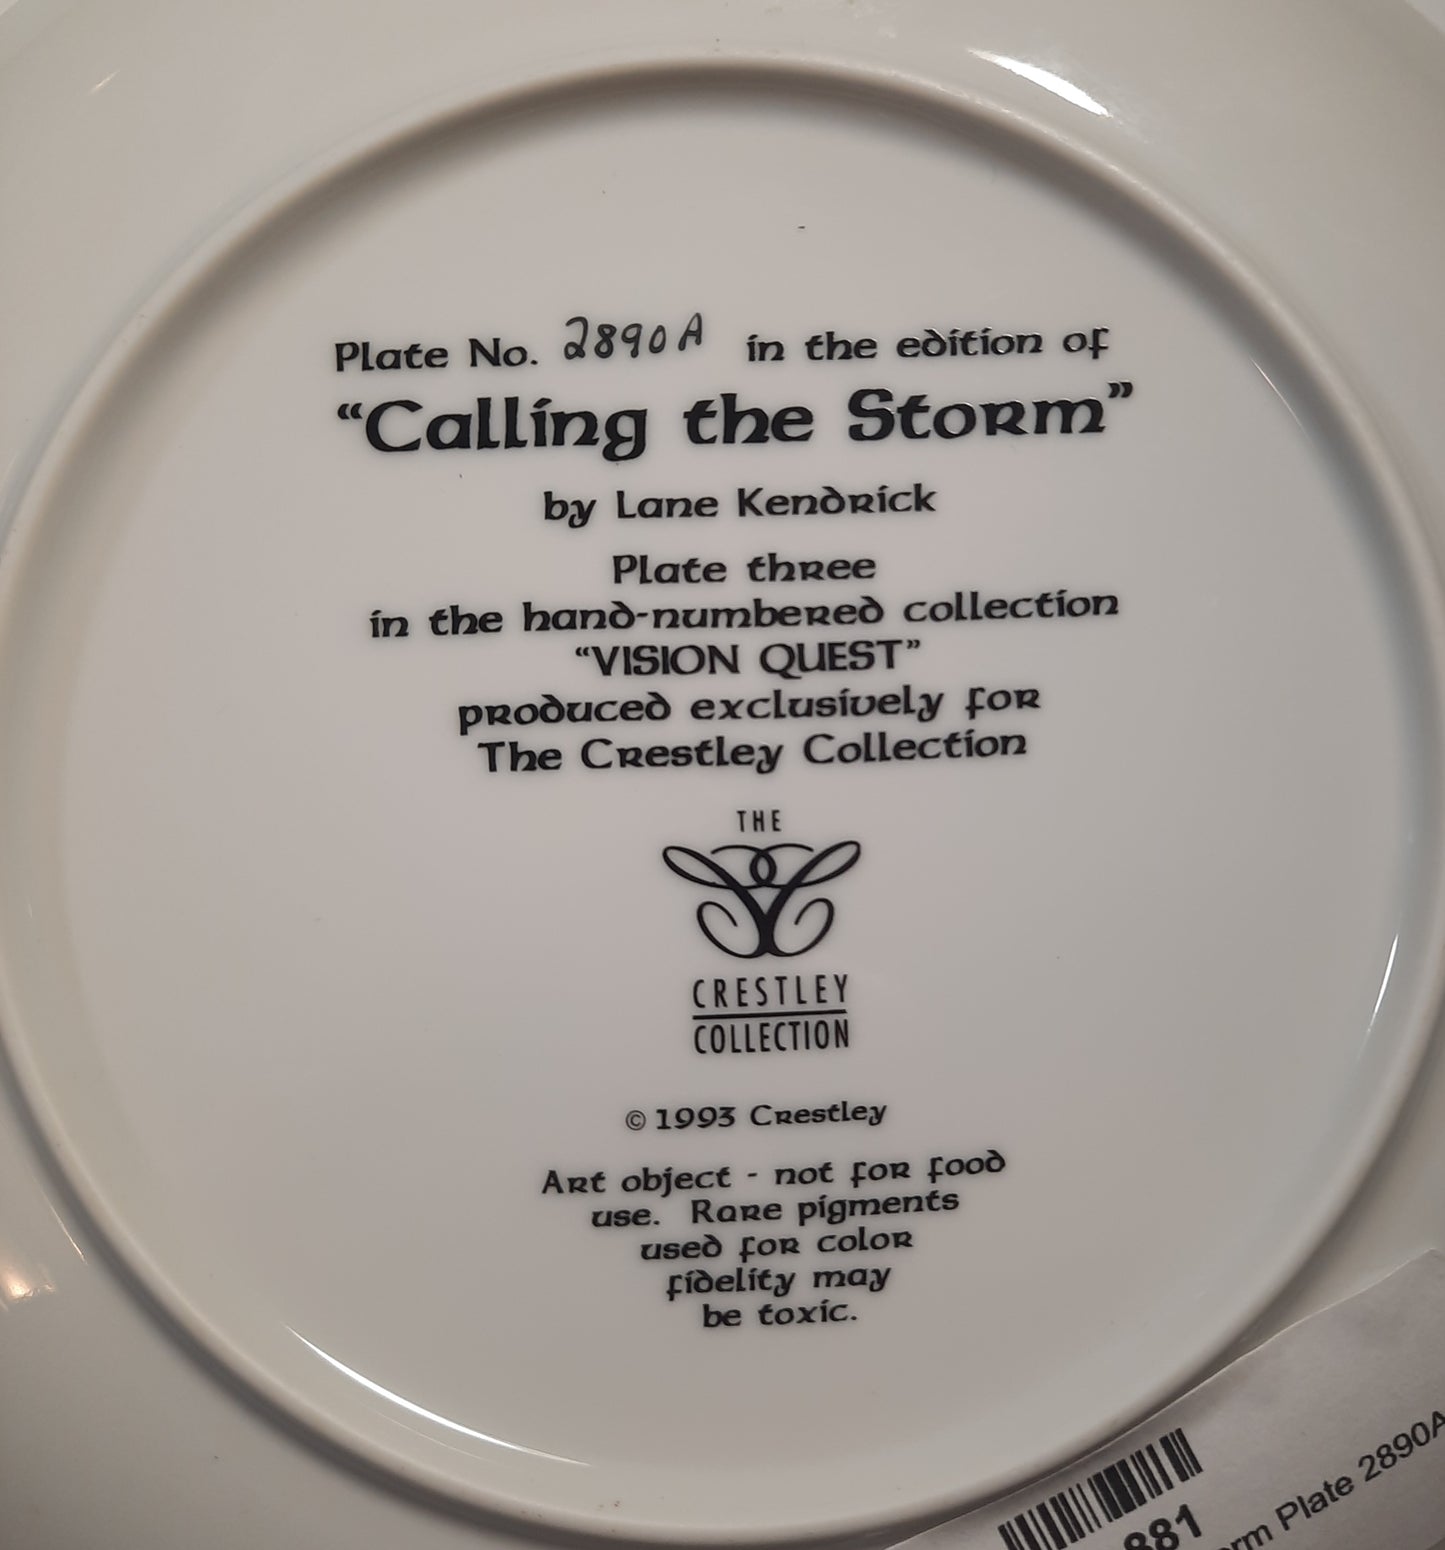 Plate No. 2890A in the edition of
“Calling the Storm”
by Lane Kendrick
Plate three
in the hand-numbered collection
“VISION QUEST”
produced exclusively for
The Crestley Collection
THE
CRESTLEY
COLLECTION
© 1993 Crestley
Art object - not for food
use. Rare pigments
used for color
fidelity may
be toxic.
881
Plate 2890A